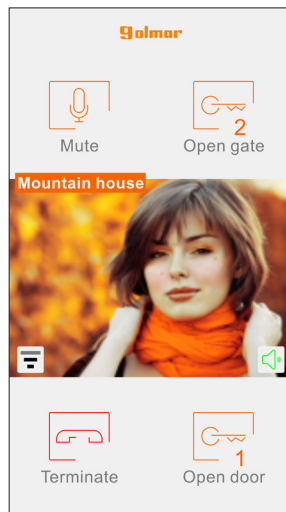 golmar
Mute
2
Open gate
Mountain house
Terminate
1
Open door